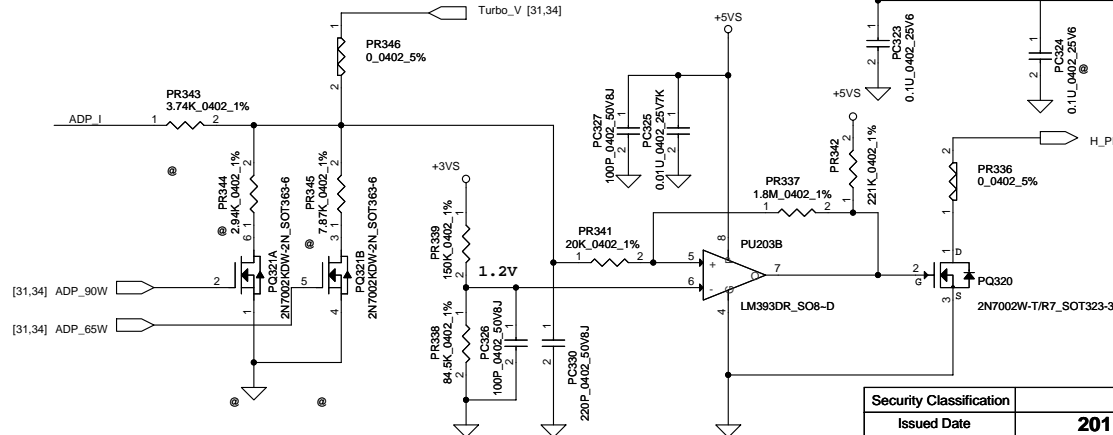 Turbo_V [31,34]
1
PR346
0_0402_5%
2
PR343
3.74K_0402_1%
ADP_I
1
2
@
1
PR344
2.94K_0402_1%
2
@
1
PR345
7.87K_0402_1%
2
@
6
PQ321A
2N7002KDW-2N_SOT363-6
2
1
3
PQ321B
2N7002KDW-2N_SOT363-6
5
4
[31,34] ADP_90W
[31,34] ADP_65W
@
@
+3VS
1
PR339
150K_0402_1%
2
1.2V
1
PR338
84.5K_0402_1%
2
1
PC326
100P_0402_50V8J
2
1
PC330
220P_0402_50V8J
2
+5VS
1
PC327
100P_0402_50V8J
2
1
PC325
0.01U_0402_25V7K
2
PR341
20K_0402_1%
1
2
PR337
1.8M_0402_1%
1
2
+5VS
1
PR342
221K_0402_1%
2
8
PU203B
5
+
P
6
-
G
O
7
4
LM393DR_SO8~D
1
PC323
0.1U_0402_25V6
2
1
PC324
0.1U_0402_25V6
2
@
2
PR336
0_0402_5%
1
1
D
2
G
3
S
PQ320
2N7002W-T/R7_SOT323-3
Security Classification
Issued Date
201